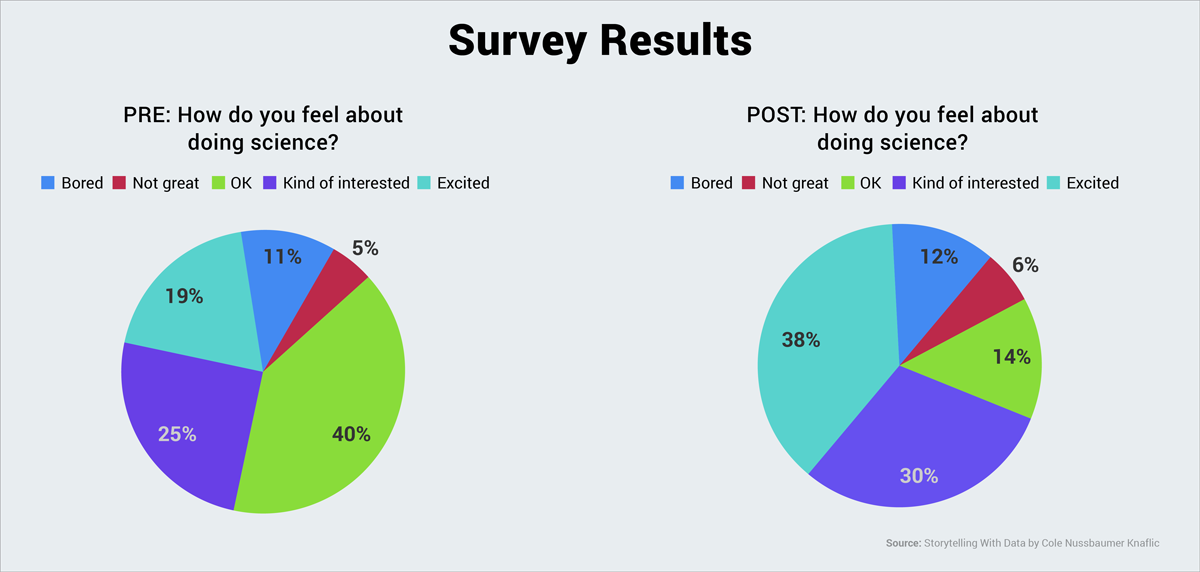 Survey Results
PRE: How do you feel about
doing science?
Bored Not great OK Kind of interested Excited
11%
5%
19%
25%
40%
POST: How do you feel about
doing science?
Bored Not great OK Kind of interested Excited
12%
6%
38%
14%
30%
Source: Storytelling With Data by Cole Nussbaumer Knaflic